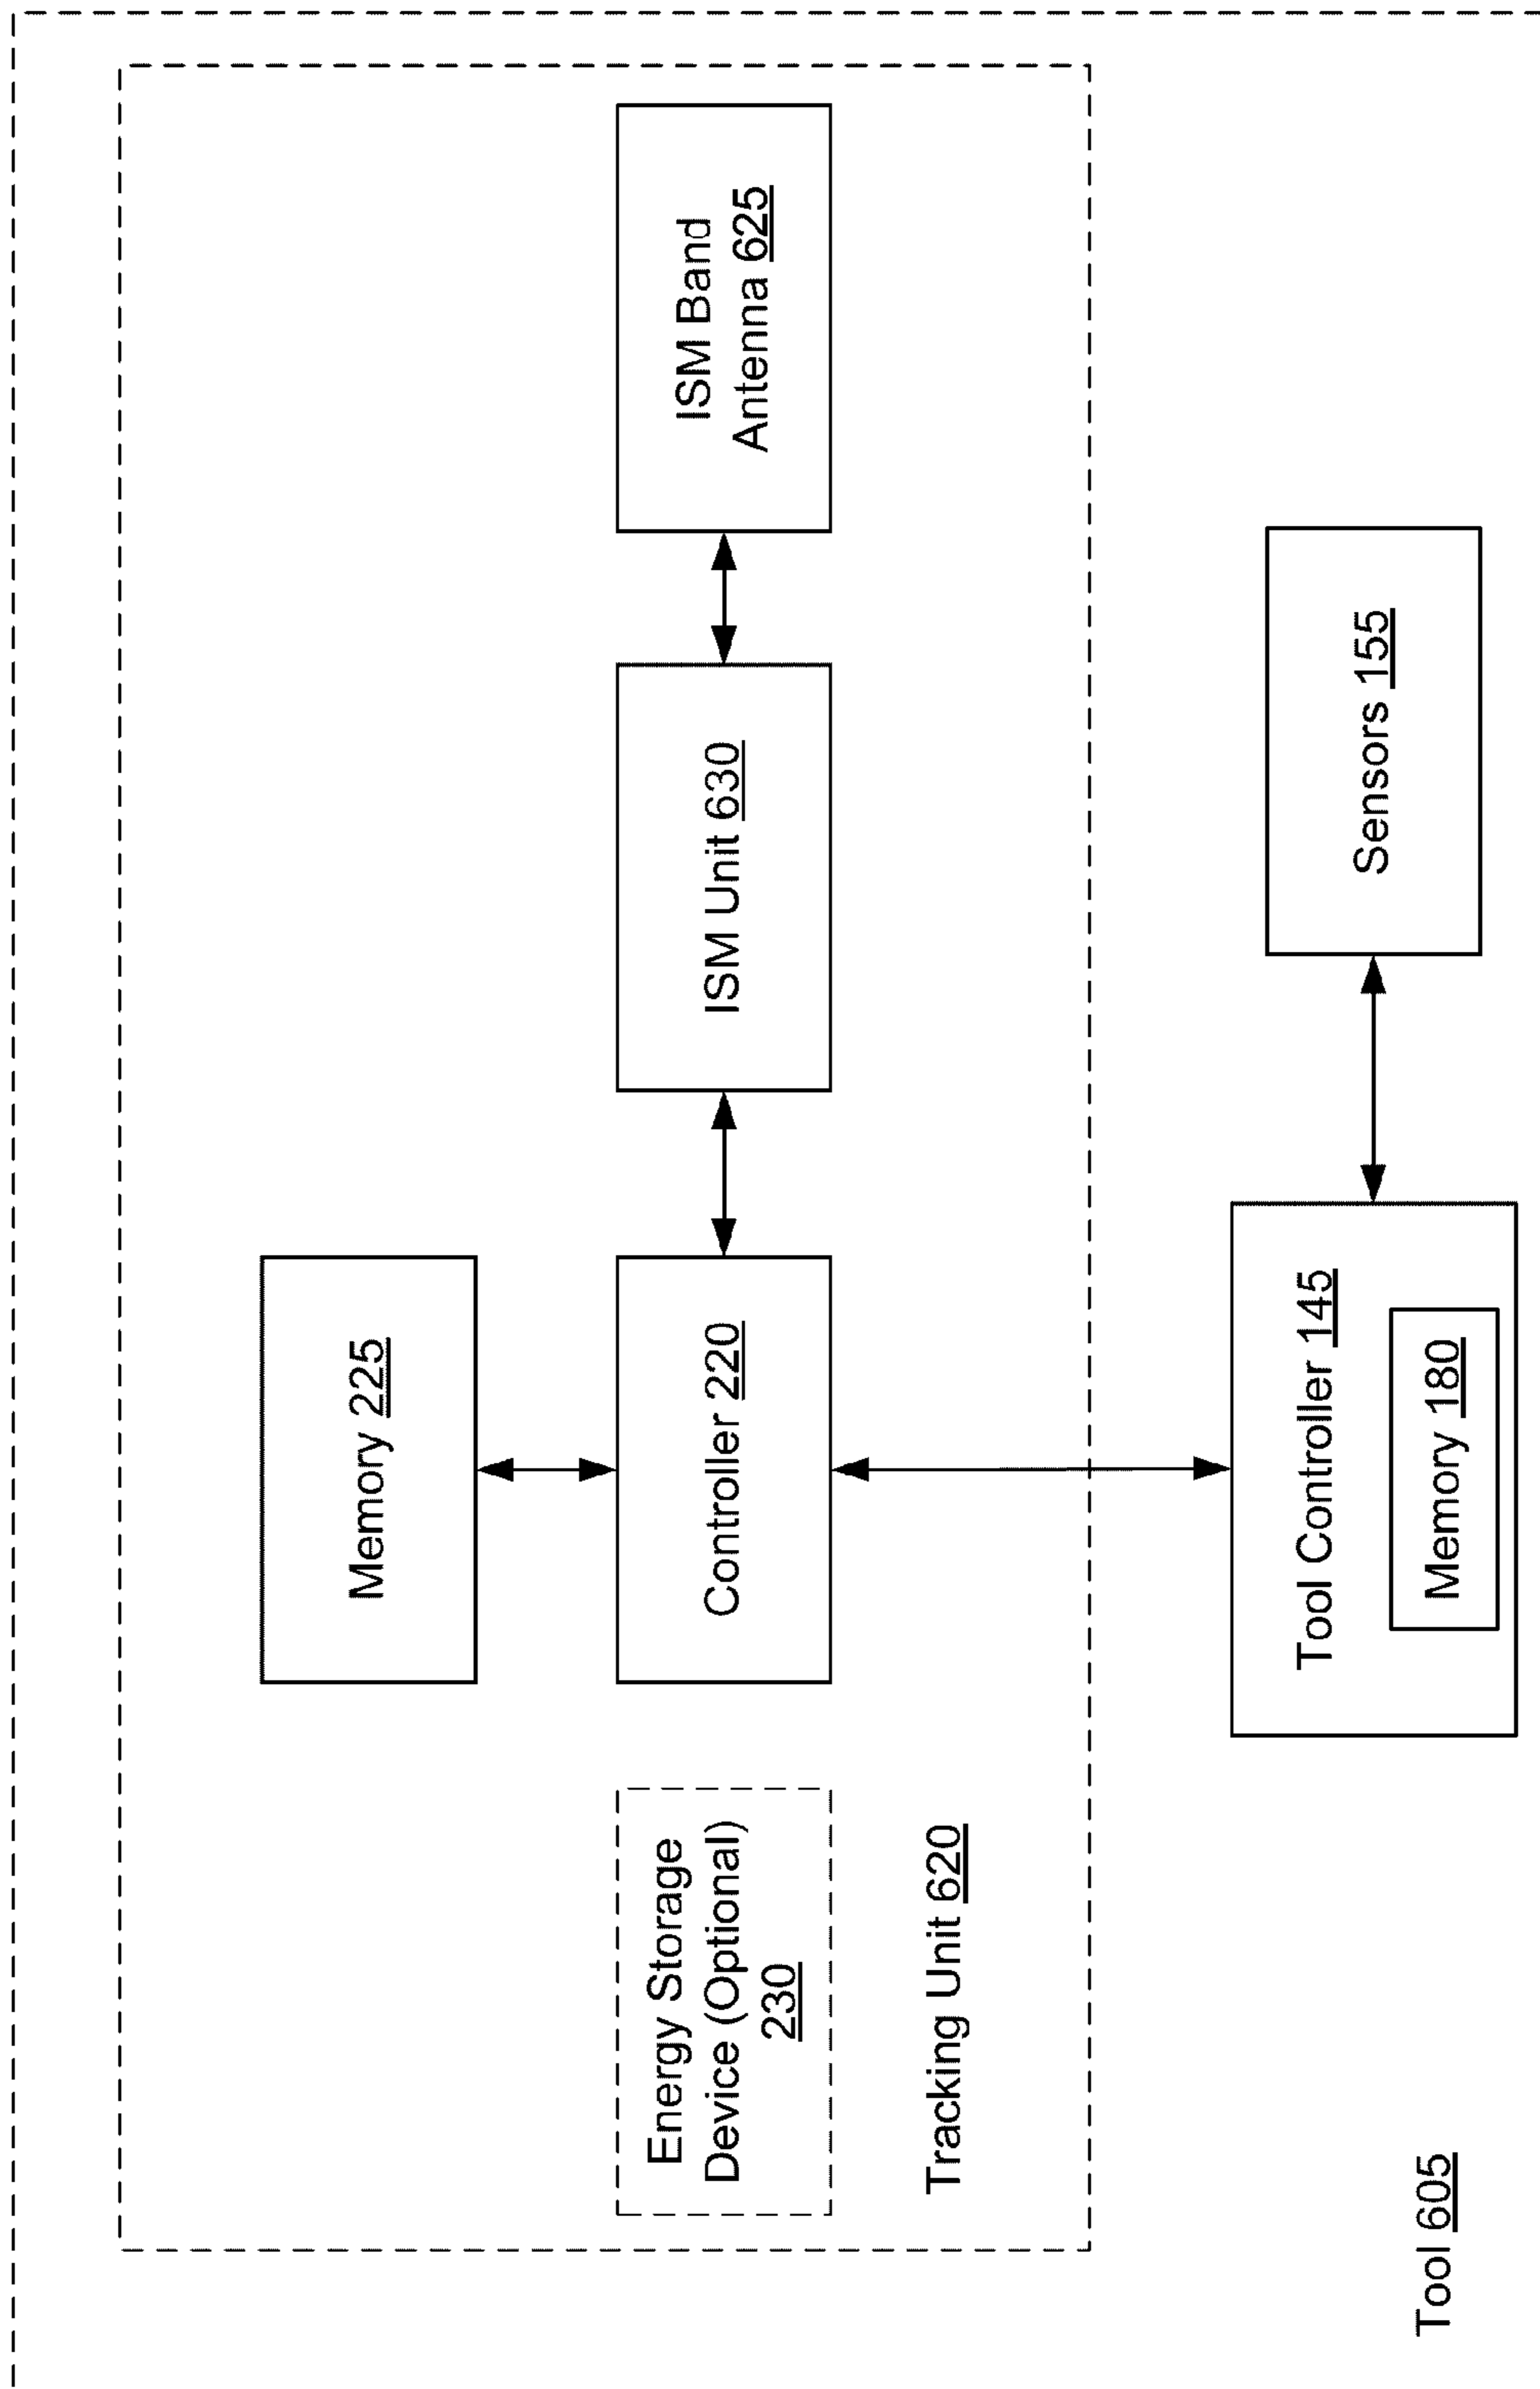 Memory 225
Energy Storage
Device (Optional)
230
Controller 220
ISM Unit 630
ISM Band
Antenna 625
Tracking Unit 620
Tool Controller 145
Memory 180
Sensors 155
Tool 605